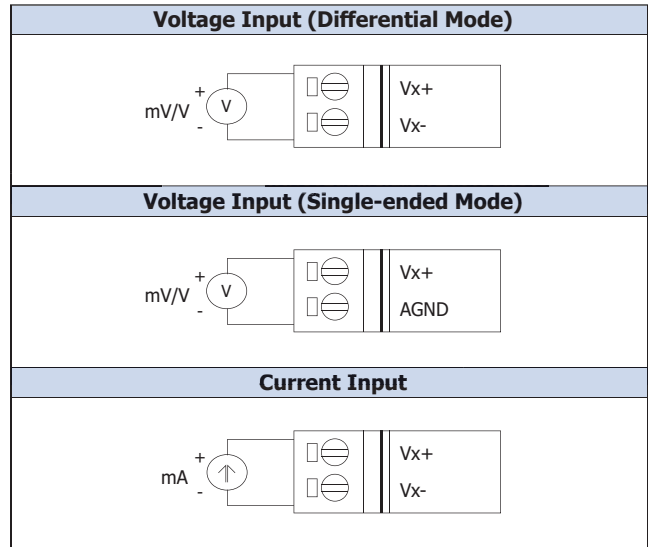 Voltage Input (Differential Mode)
+
mV/V
-
V
Vx+
Vx-
Voltage Input (Single-ended Mode)
+
mV/V
-
V
Vx+
AGND
Current Input
+
mA
-
Vx+
Vx-